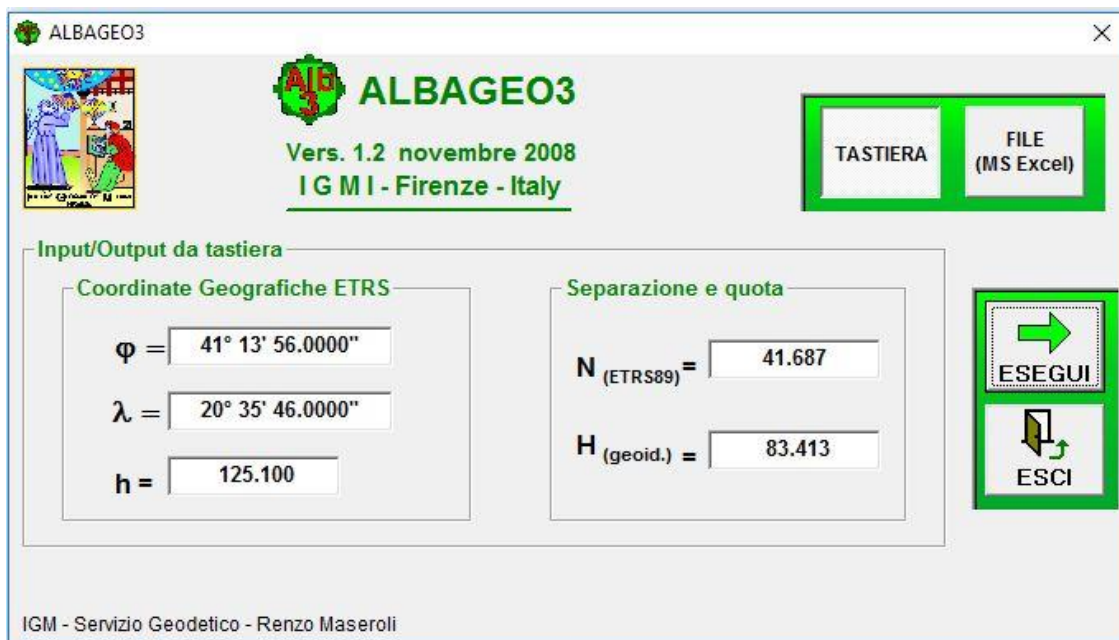 ALBAGEO3
Alb
3
ALBAGEO3
Vers. 1.2 novembre 2008
I G M I - Firenze - Italy
TASTIERA
FILE
(MS Excel)
Input/Output da tastiera
Coordinate Geografiche ETRS
φ = 41° 13' 56.0000"
λ = 20° 35' 46.0000"
h = 125.100
Separazione e quota
N (ETRS89) = 41.687
H (geoid.) = 83.413
ESEGUI
ESCI
IGM - Servizio Geodetico - Renzo Maseroli